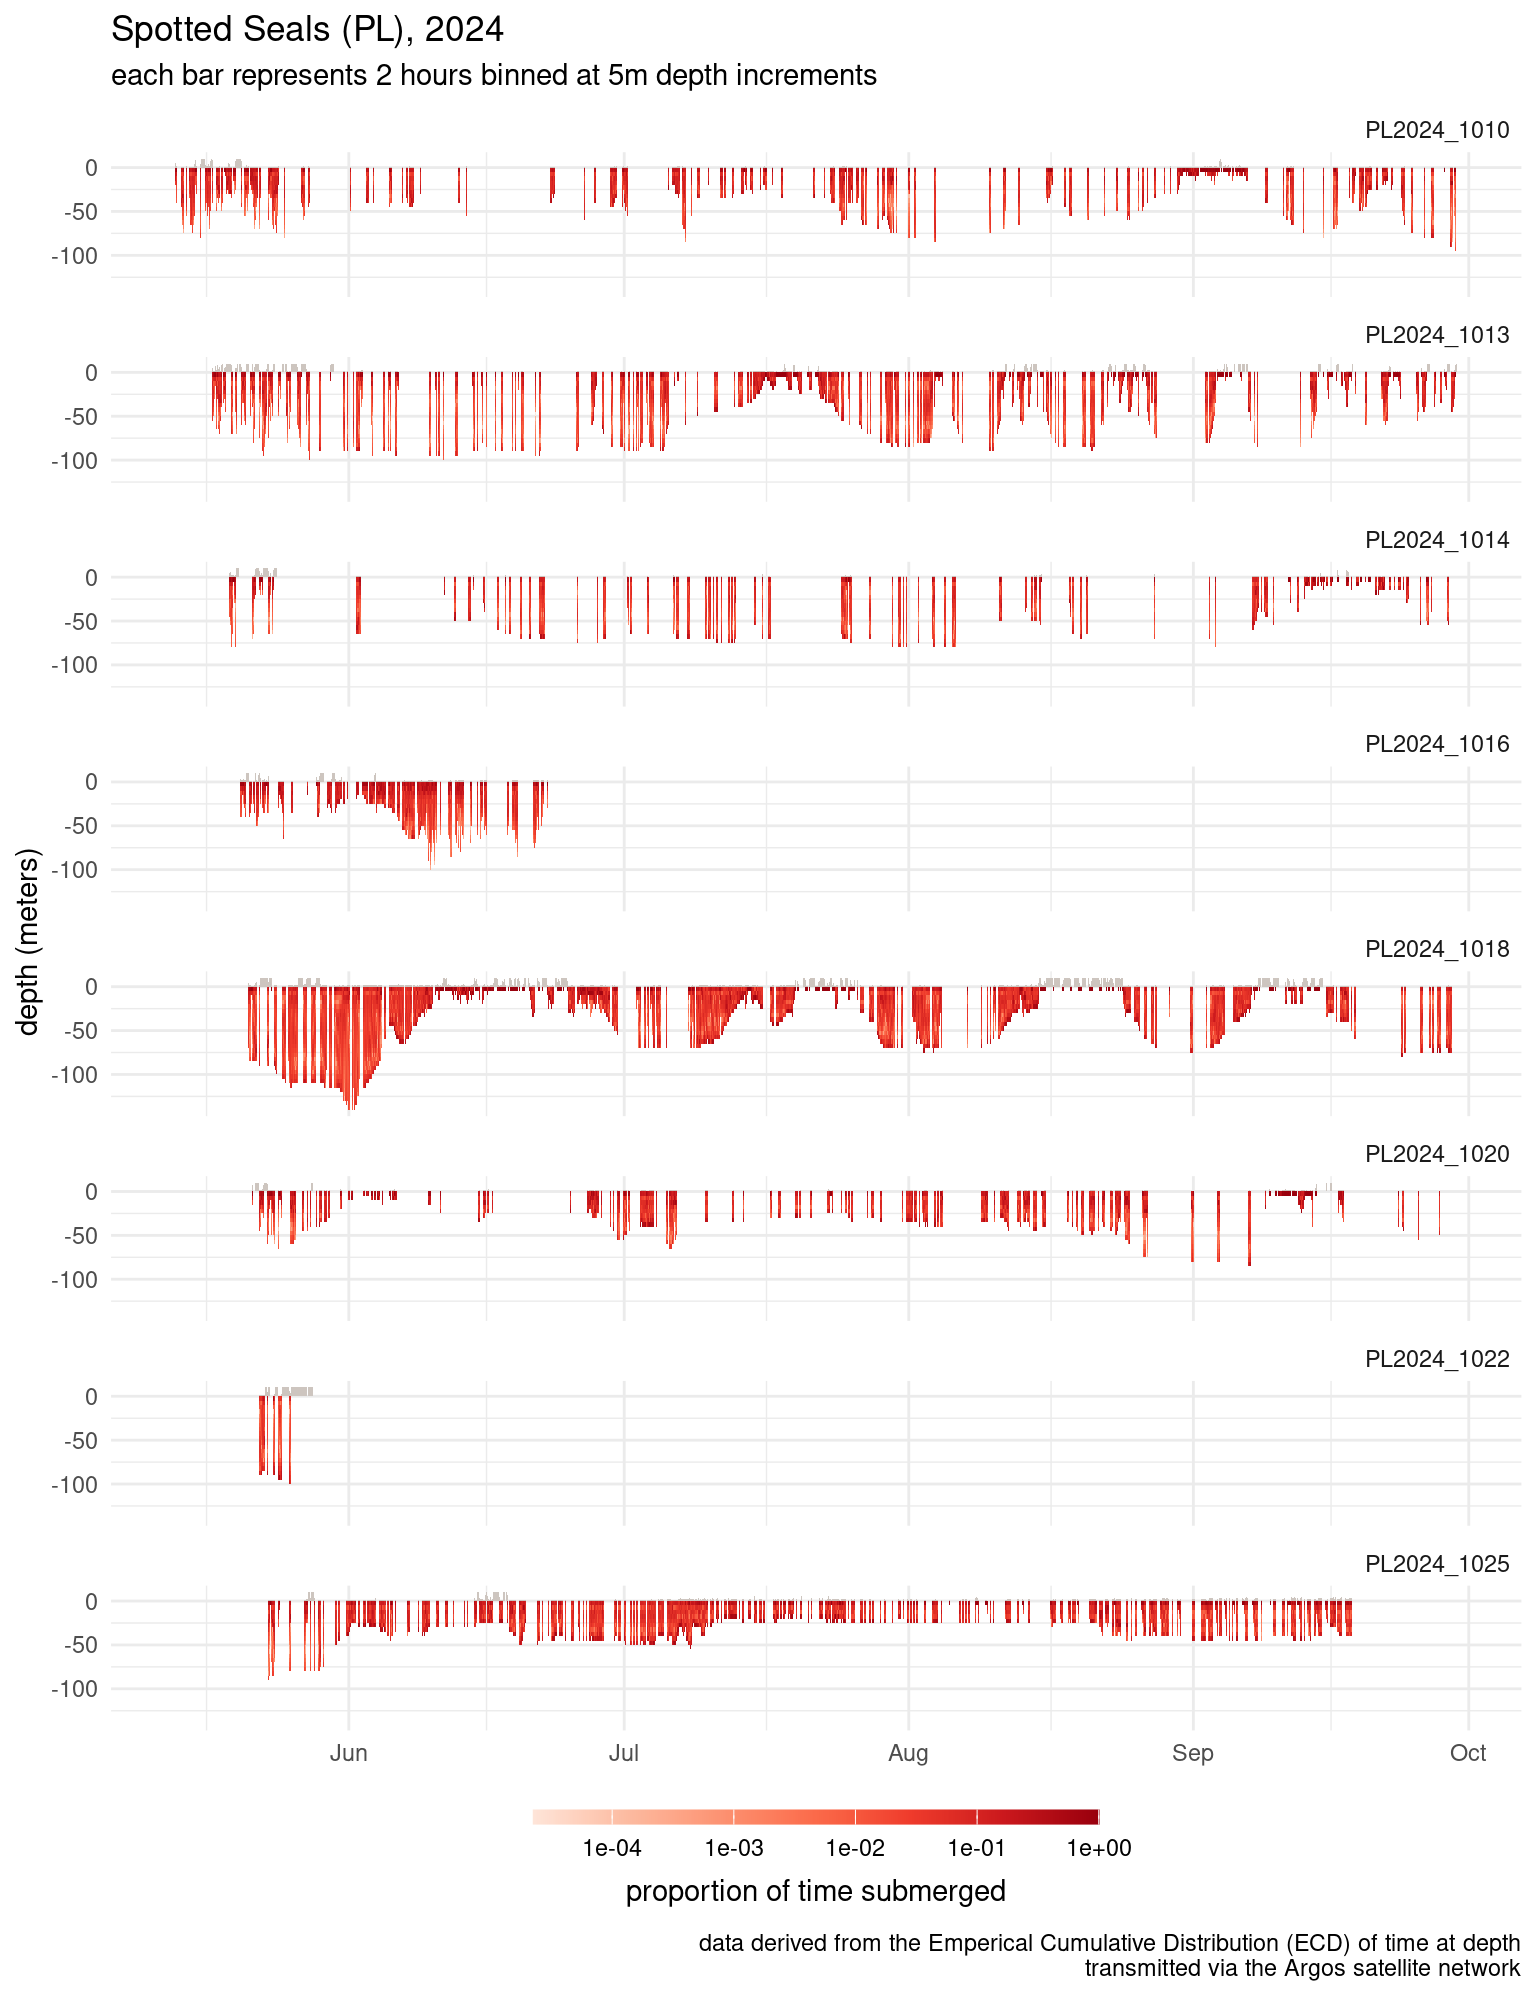 Spotted Seals (PL), 2024
each bar represents 2 hours binned at 5m depth increments
PL2024_1010
0
-50
-100
PL2024_1013
0
-50
-100
PL2024_1014
0
-50
-100
PL2024_1016
0
-50
-100
depth (meters)
PL2024_1018
0
-50
-100
PL2024_1020
0
-50
-100
PL2024_1022
0
-50
-100
PL2024_1025
0
-50
-100
Jun Jul Aug Sep Oct
1e-04 1e-03 1e-02 1e-01 1e+00
proportion of time submerged
data derived from the Emperical Cumulative Distribution (ECD) of time at depth
transmitted via the Argos satellite network